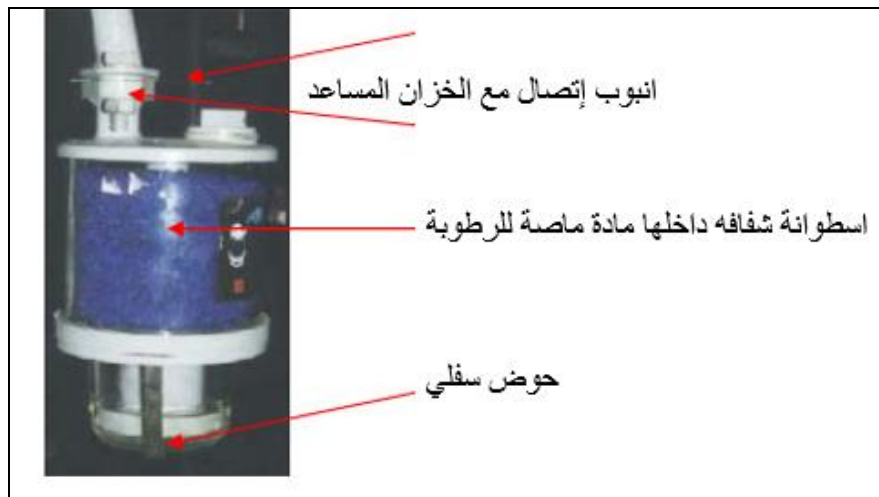 انبوب إتصال مع الخزان المساعد
اسطوانة شفافه داخلها مادة ماصة للرطوبة
حوض سفلي